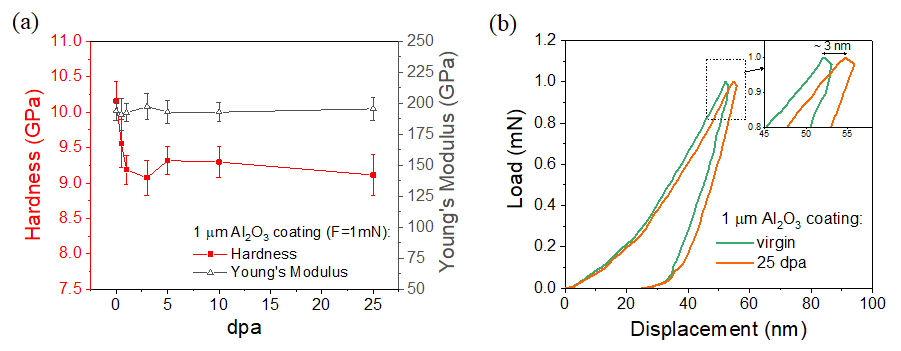 (a)
11.0
10.5
10.0
9.5
9.0
8.5
8.0
7.5
Hardness (GPa)
250
225
200
175
150
125
100
75
50
Young's Modulus (GPa)
1 μm Al₂O₃ coating (F=1mN):
Hardness
Young's Modulus
0 5 10 15 20 25
dpa
(b)
1.2
1.0
0.8
0.6
0.4
0.2
0.0
Load (mN)
~ 3 nm
1.0
0.9
0.8
45 50 55
1 μm Al₂O₃ coating:
virgin
25 dpa
0 20 40 60 80 100
Displacement (nm)